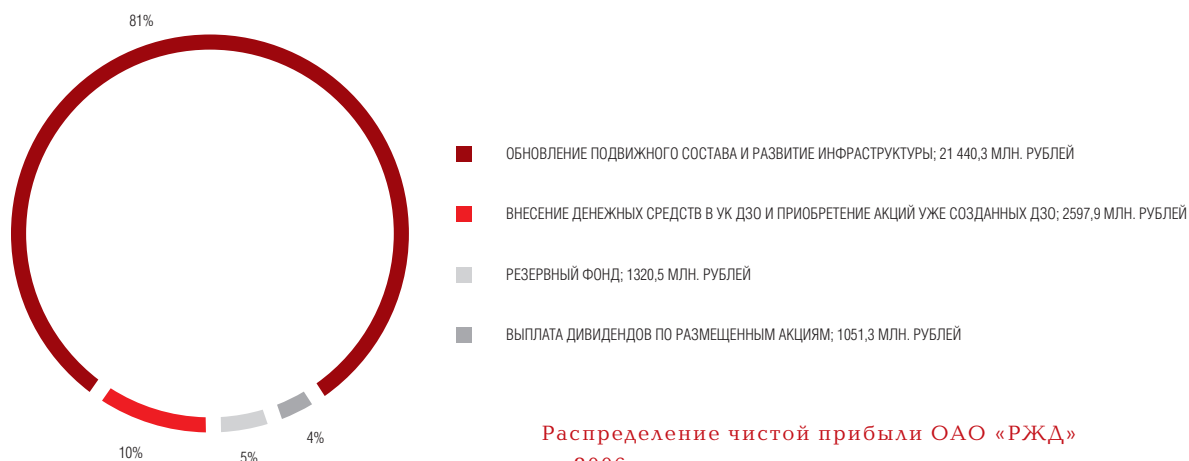 81%
ОБНОВЛЕНИЕ ПОДВИЖНОГО СОСТАВА И РАЗВИТИЕ ИНФРАСТРУКТУРЫ; 21 440,3 МЛН. РУБЛЕЙ
ВНЕСЕНИЕ ДЕНЕЖНЫХ СРЕДСТВ В УК ДЗО И ПРИОБРЕТЕНИЕ АКЦИЙ УЖЕ СОЗДАННЫХ ДЗО; 2597,9 МЛН. РУБЛЕЙ
РЕЗЕРВНЫЙ ФОНД; 1320,5 МЛН. РУБЛЕЙ
ВЫПЛАТА ДИВИДЕНДОВ ПО РАЗМЕЩЕННЫМ АКЦИЯМ; 1051,3 МЛН. РУБЛЕЙ
10%
5%
4%
Распределение чистой прибыли ОАО «РЖД»